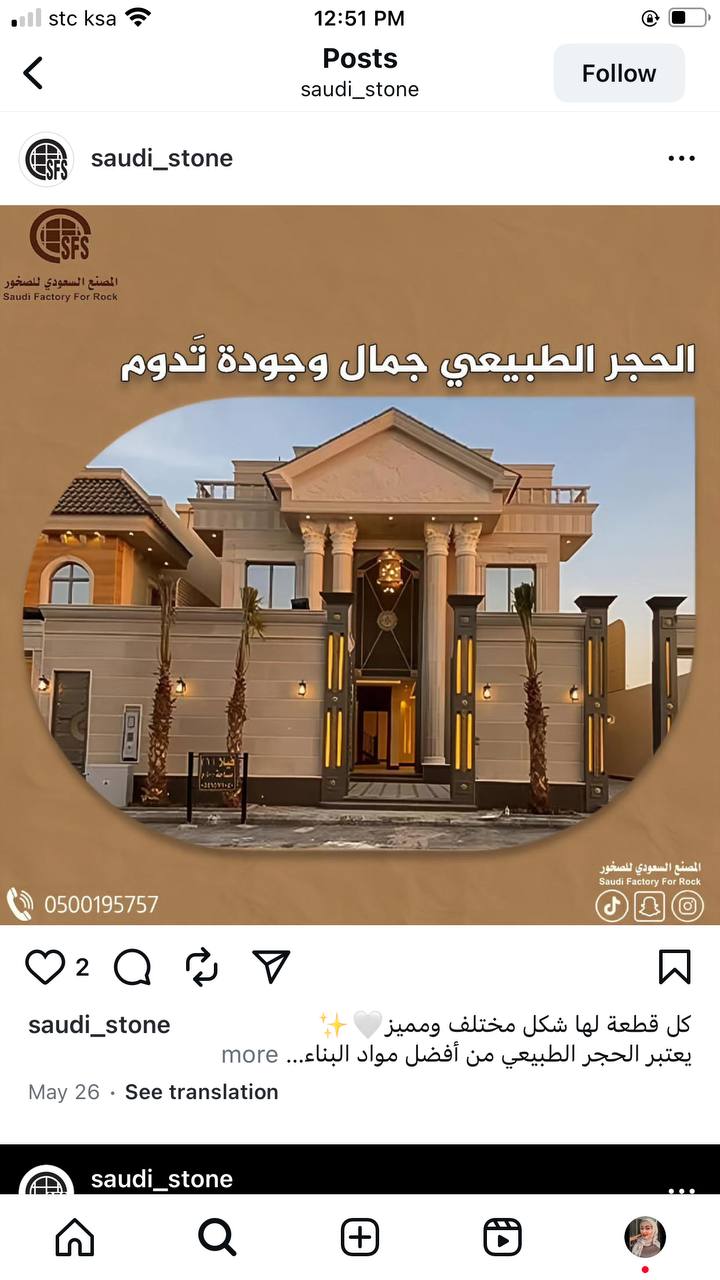 stc ksa
12:51 PM
Posts
saudi_stone
Follow
saudi_stone
SFS
المصنع السعودي للصخور
Saudi Factory For Rock
الحجر الطبيعي جمال وجودة تَدوم
فيلا
المصنع السعودي للصخور
Saudi Factory For Rock
0500195757
2
saudi_stone
كل قطعة لها شكل مختلف ومميز🤍✨
يعتبر الحجر الطبيعي من أفضل مواد البناء... more
May 26 · See translation
saudi_stone